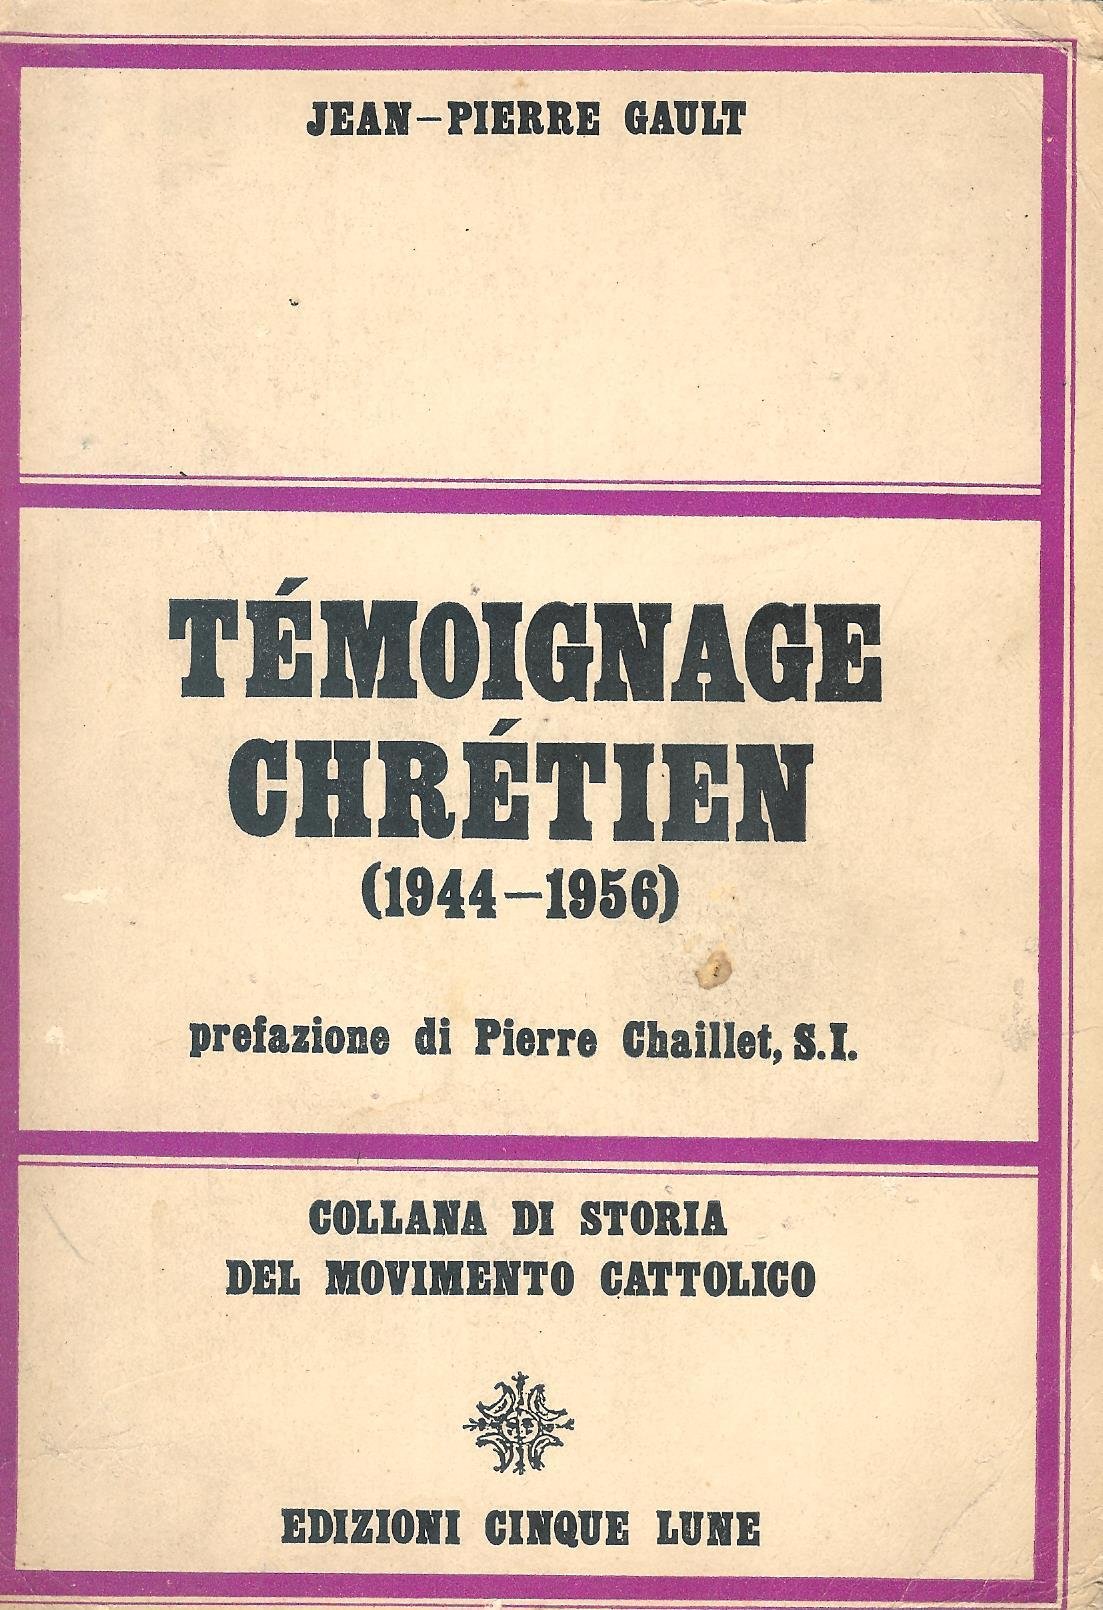 JEAN–PIERRE GAULT
TÉMOIGNAGE
CHRÉTIEN
(1944–1956)
prefazione di Pierre Chaillet, S.I.
COLLANA DI STORIA
DEL MOVIMENTO CATTOLICO
EDIZIONI CINQUE LUNE